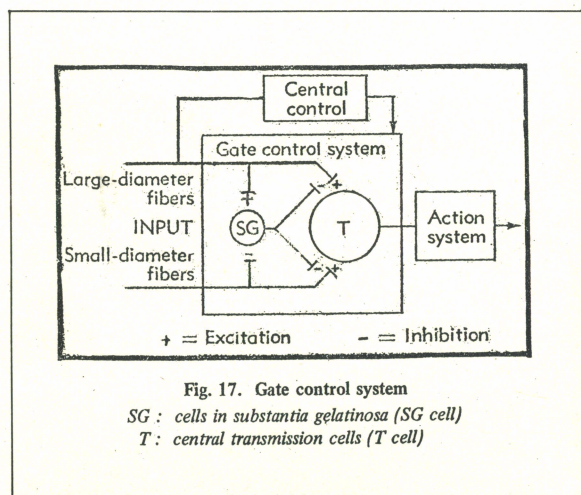 Central
control
Gate control system
Large-diameter
fibers
INPUT
SG
T
Action
system
Small-diameter
fibers
+ = Excitation - = Inhibition
Fig. 17. Gate control system
SG : cells in substantia gelatinosa (SG cell)
T : central transmission cells (T cell)